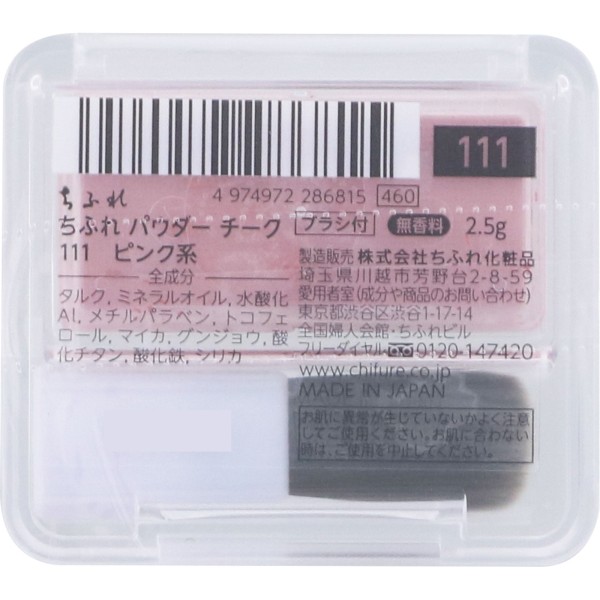 111
4 974972 286815 460
ちふれ
ちふれ パウダー チーク ブラシ付 無香料 2.5g
111 ピンク系
全成分
タルク, ミネラルオイル, 水酸化
Al, メチルパラベン, トコフェ
ロール, マイカ, グンジョウ, 酸
化チタン, 酸化鉄, シリカ
製造販売 株式会社ちふれ化粧品
埼玉県川越市芳野台2-8-59
愛用者室(成分や商品のお問い合わせ)
東京都渋谷区渋谷1-17-14
全国婦人会館・ちふれビル
フリーダイヤル 0120-147420
www.chifure.co.jp
MADE IN JAPAN
お肌に異常が生じていないかよく注意
してご使用ください。お肌に合わない
時は、ご使用を中止してください。